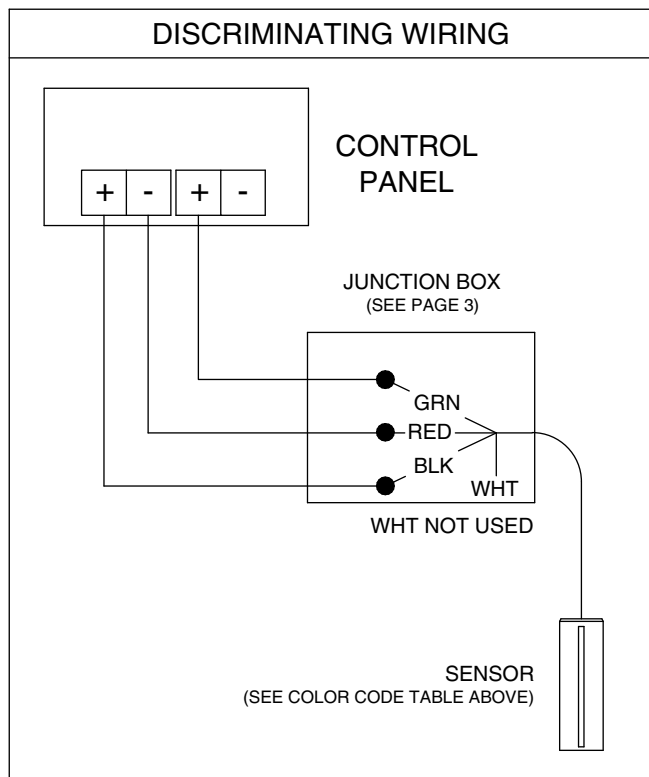 DISCRIMINATING WIRING
CONTROL
PANEL
+ - + -
JUNCTION BOX
(SEE PAGE 3)
GRN
RED
BLK
WHT
WHT NOT USED
SENSOR
(SEE COLOR CODE TABLE ABOVE)